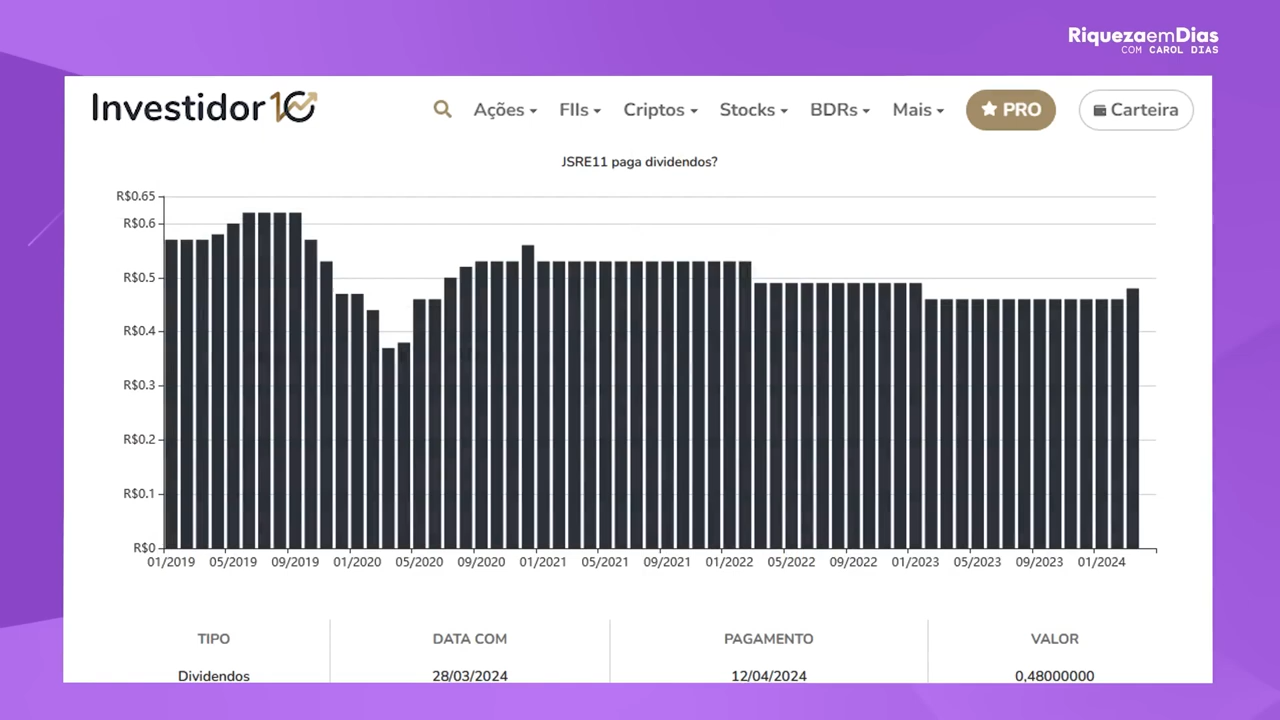 RiquezaemDias
COM CAROL DIAS
Investidor10
Ações
FIIs
Criptos
Stocks
BDRs
Mais
PRO
Carteira
JSRE11 paga dividendos?
R$0.65
R$0.6
R$0.5
R$0.4
R$0.3
R$0.2
R$0.1
R$0
01/2019 05/2019 09/2019 01/2020 05/2020 09/2020 01/2021 05/2021 09/2021 01/2022 05/2022 09/2022 01/2023 05/2023 09/2023 01/2024
TIPO DATA COM PAGAMENTO VALOR
Dividendos 28/03/2024 12/04/2024 0,48000000